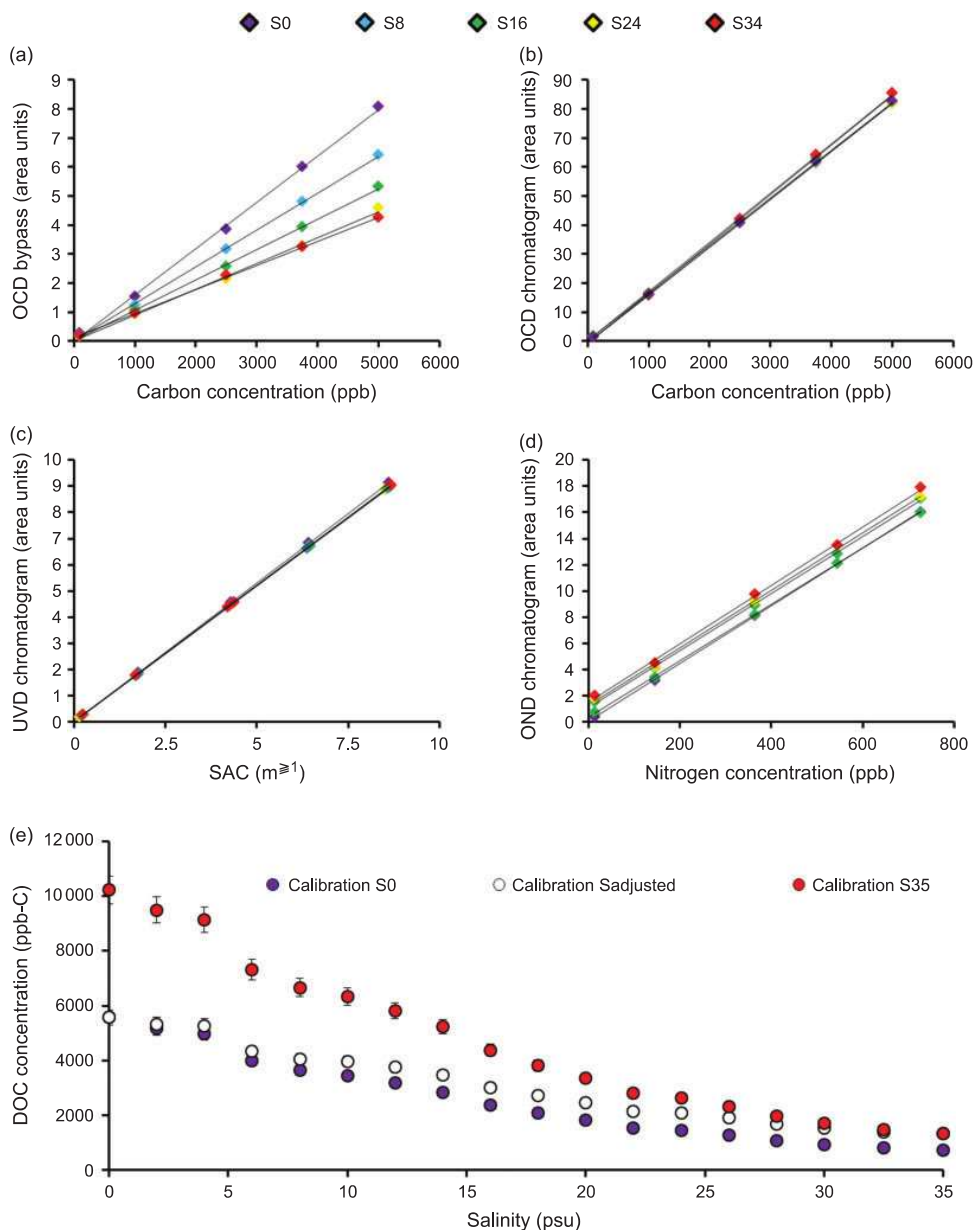 S0 S8 S16 S24 S34
(a)
OCD bypass (area units)
9
8
7
6
5
4
3
2
1
0
0 1000 2000 3000 4000 5000 6000
Carbon concentration (ppb)
(b)
OCD chromatogram (area units)
90
80
70
60
50
40
30
20
10
0
0 1000 2000 3000 4000 5000 6000
Carbon concentration (ppb)
(c)
UVD chromatogram (area units)
10
9
8
7
6
5
4
3
2
1
0
0 2.5 5 7.5 10
SAC (m≧1)
(d)
OND chromatogram (area units)
20
18
16
14
12
10
8
6
4
2
0
0 200 400 600 800
Nitrogen concentration (ppb)
(e)
DOC concentration (ppb-C)
12 000
10 000
8000
6000
4000
2000
0
Calibration S0 Calibration Sadjusted Calibration S35
0 5 10 15 20 25 30 35
Salinity (psu)